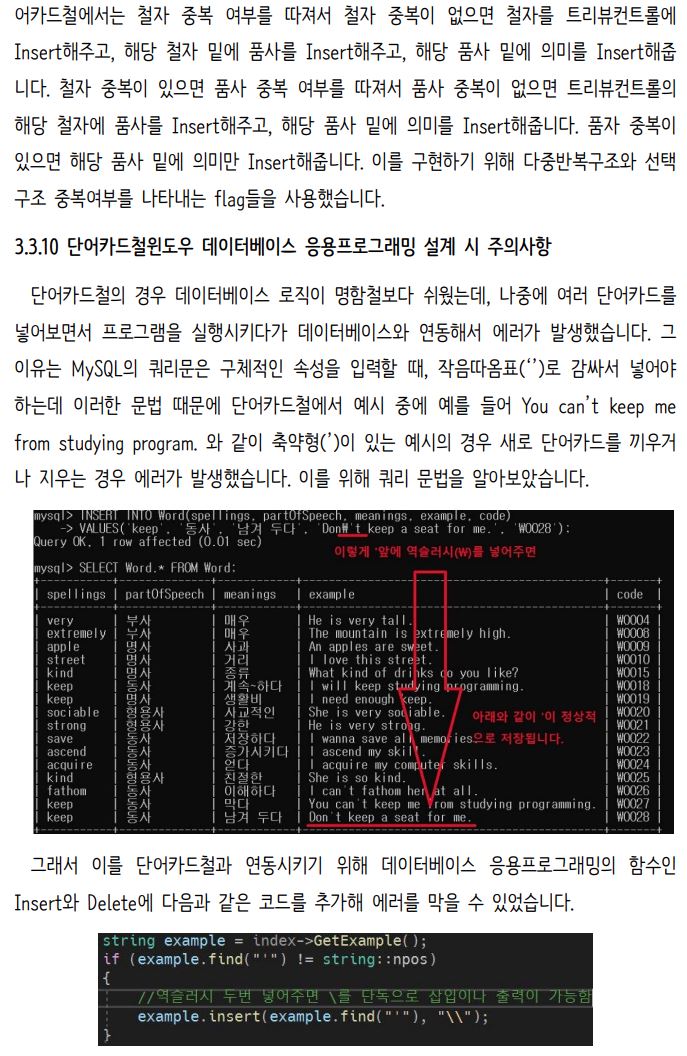 어카드철에서는 철자 중복 여부를 따져서 철자 중복이 없으면 철자를 트리뷰컨트롤에
Insert해주고, 해당 철자 밑에 품사를 Insert해주고, 해당 품사 밑에 의미를 Insert해줍
니다. 철자 중복이 있으면 품사 중복 여부를 따져서 품사 중복이 없으면 트리뷰컨트롤의
해당 철자에 품사를 Insert해주고, 해당 품사 밑에 의미를 Insert해줍니다. 품자 중복이
있으면 해당 품사 밑에 의미만 Insert해줍니다. 이를 구현하기 위해 다중반복구조와 선택
구조 중복여부를 나타내는 flag들을 사용했습니다.
3.3.10 단어카드철윈도우 데이터베이스 응용프로그래밍 설계 시 주의사항
단어카드철의 경우 데이터베이스 로직이 명함철보다 쉬웠는데, 나중에 여러 단어카드를
넣어보면서 프로그램을 실행시키다가 데이터베이스와 연동해서 에러가 발생했습니다. 그
이유는 MySQL의 쿼리문은 구체적인 속성을 입력할 때, 작음따옴표(‘’)로 감싸서 넣어야
하는데 이러한 문법 때문에 단어카드철에서 예시 중에 예를 들어 You can’t keep me
from studying program. 와 같이 축약형(’)이 있는 예시의 경우 새로 단어카드를 끼우거
나 지우는 경우 에러가 발생했습니다. 이를 위해 쿼리 문법을 알아보았습니다.
mysql> INSERT INTO Word(spellings, partOfSpeech, meanings, example, code)
-> VALUES('keep', '동사', '남겨 두다', 'Don₩'t keep a seat for me.', 'W0028');
Query OK, 1 row affected (0.01 sec)
이렇게 '앞에 역슬러시(₩)를 넣어주면
mysql> SELECT Word.* FROM Word;
| spellings | partOfSpeech | meanings | example | code |
| very |부사 | 매우 | He is very tall. | W0004
| extremely | 부사 | 매우 | The mountain is extremely high. | W0008
| apple | 명사 | 사과 | An apples are sweet. | W0009
| street | 명사 | 거리 | I love this street. | W0010
| kind | 명사 | 종류 | What kind of drinks do you like? | W0015
| keep | 동사 | 계속~하다 | I will keep studying programming. | W0018
| keep | 명사 | 생활비 | I need enough keep. | W0019
| sociable | 형용사 | 사교적인 | She is very sociable. | W0020
| strong | 형용사 | 강한 | He is very strong. | W0021
| save | 동사 | 저장하다 | I wanna save all memories. | W0022
| ascend | 동사 | 증가시키다 | I ascend my skill. | W0023
| acquire | 동사 | 얻다 | I acquire my computer skills. | W0024
| kind | 형용사 | 친절한 | She is so kind. | W0025
| fathom | 동사 | 이해하다 | I can't fathom her at all. | W0026
| keep | 동사 | 막다 | You can't keep me from studying programming. | W0027
| keep | 동사 | 남겨 두다 | Don't keep a seat for me. | W0028
아래와 같이 '이 정상적
으로 저장됩니다.
그래서 이를 단어카드철과 연동시키기 위해 데이터베이스 응용프로그래밍의 함수인
Insert와 Delete에 다음과 같은 코드를 추가해 에러를 막을 수 있었습니다.
string example = index->GetExample();
if (example.find("'") != string::npos)
{
//역슬러시 두번 넣어주면 \를 단독으로 삽입이나 출력이 가능함
example.insert(example.find("'"), "\\");
}